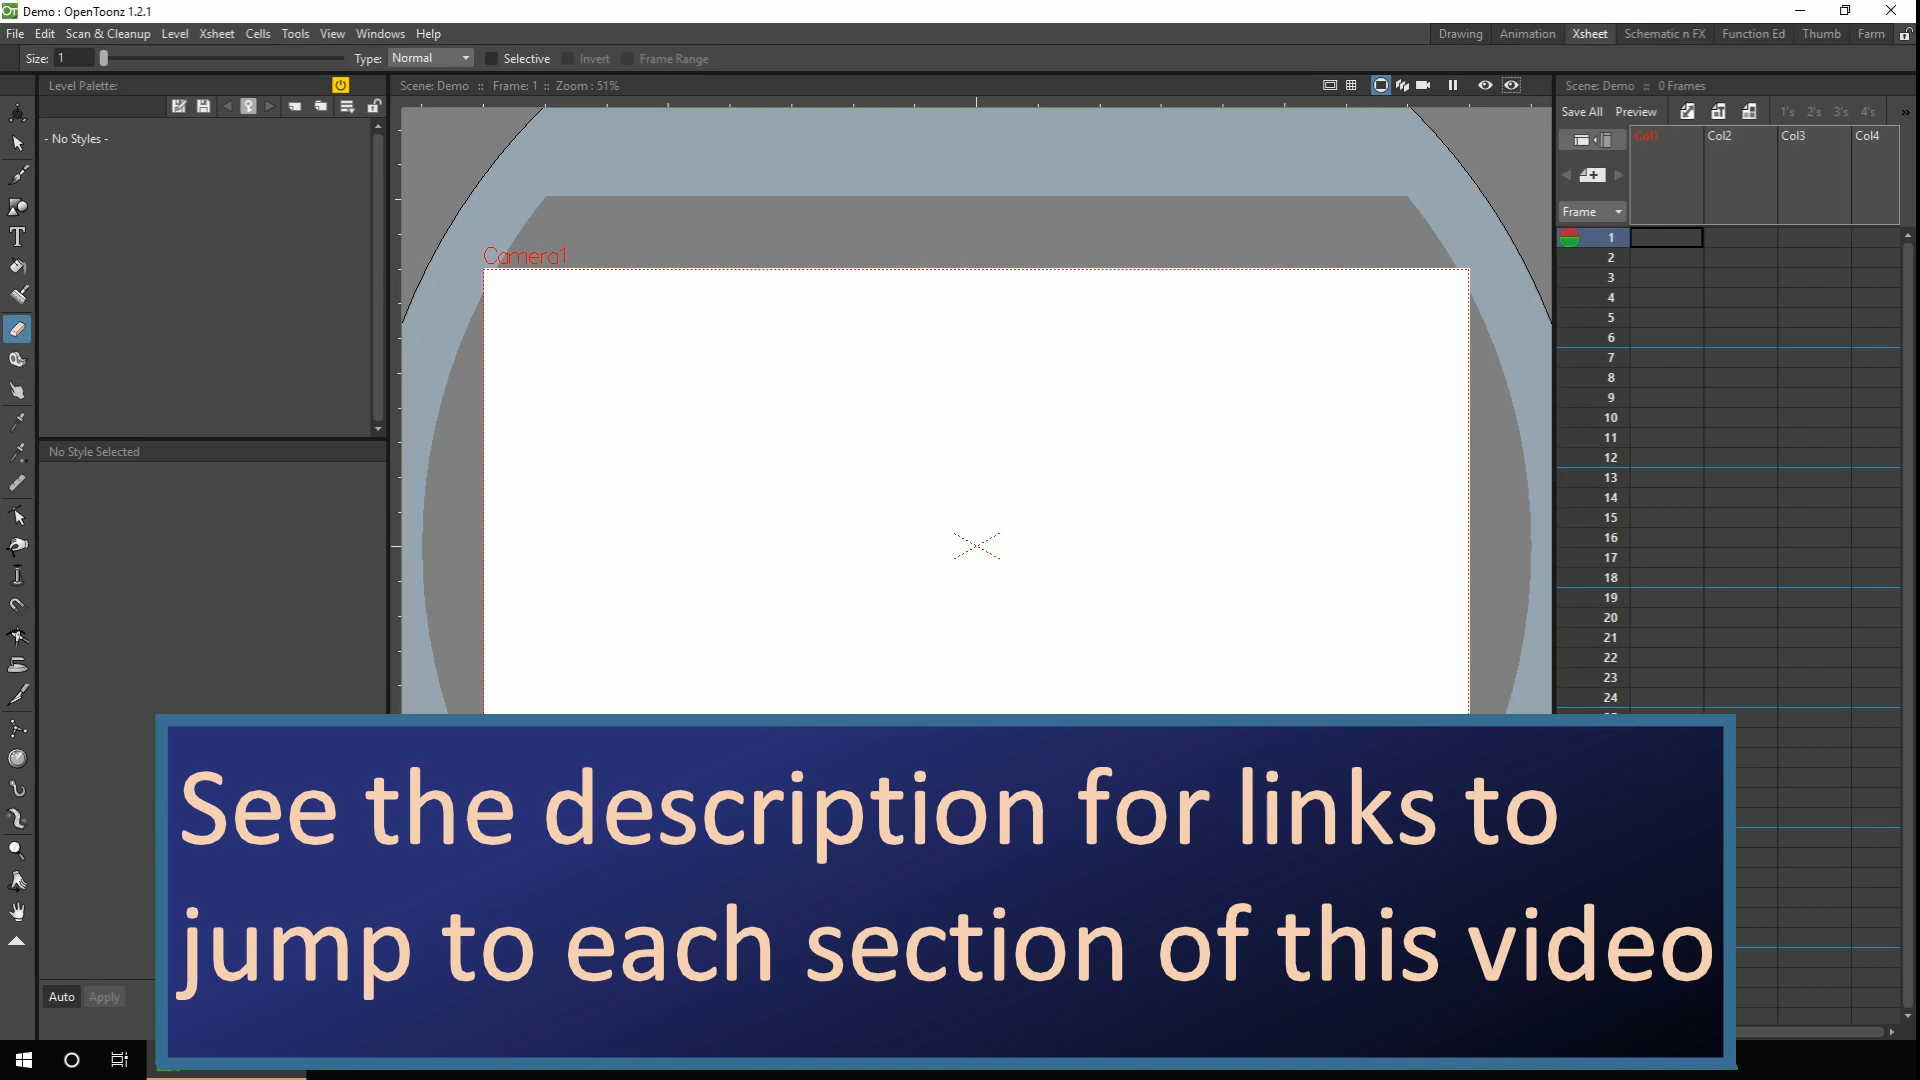 Demo : OpenToonz 1.2.1
File Edit Scan & Cleanup Level Xsheet Cells Tools View Windows Help
Drawing Animation Xsheet Schematic n FX Function Ed Thumb Farm
Size: 1 Type: Normal Selective Invert Frame Range
Level Palette:
Scene: Demo :: Frame: 1 :: Zoom : 51%
Scene: Demo :: 0 Frames
Save All Preview 1's 2's 3's 4's »
- No Styles -
Col1 Col2 Col3 Col4
Frame
Camera1
1
2
3
4
5
6
7
8
9
10
11
12
13
14
15
16
17
18
19
20
21
22
23
24
No Style Selected
See the description for links to
jump to each section of this video
Auto Apply